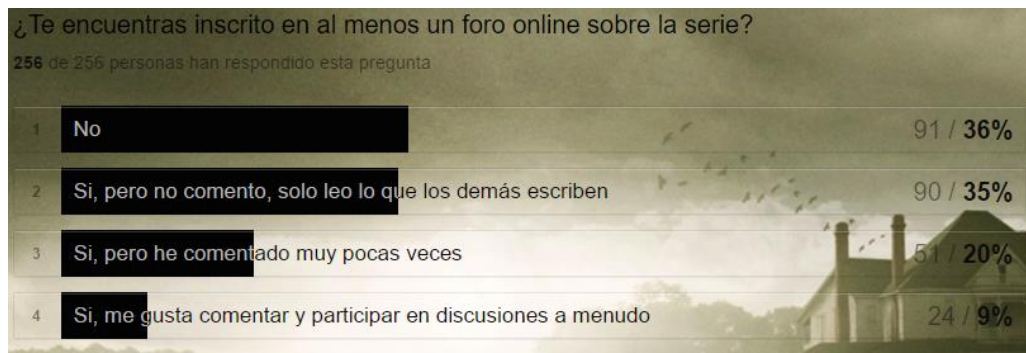 ¿Te encuentras inscrito en al menos un foro online sobre la serie?
256 de 256 personas han respondido esta pregunta
1 No 91 / 36%
2 Si, pero no comento, solo leo lo que los demás escriben 90 / 35%
3 Si, pero he comentado muy pocas veces 51 / 20%
4 Si, me gusta comentar y participar en discusiones a menudo 24 / 9%